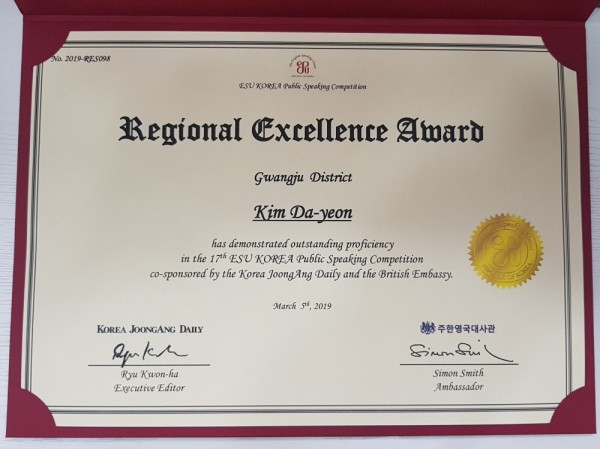 No. 2019-RES098
ESU KOREA Public Speaking Competition
Regional Excellence Award
Gwangju District
Kim Da-yeon
has demonstrated outstanding proficiency
in the 17th ESU KOREA Public Speaking Competition
co-sponsored by the Korea JoongAng Daily and the British Embassy.
March 5th, 2019
KOREA JOONGANG DAILY
Ryu Kwon-ha
Executive Editor
주한영국대사관
Simon Smith
Ambassador